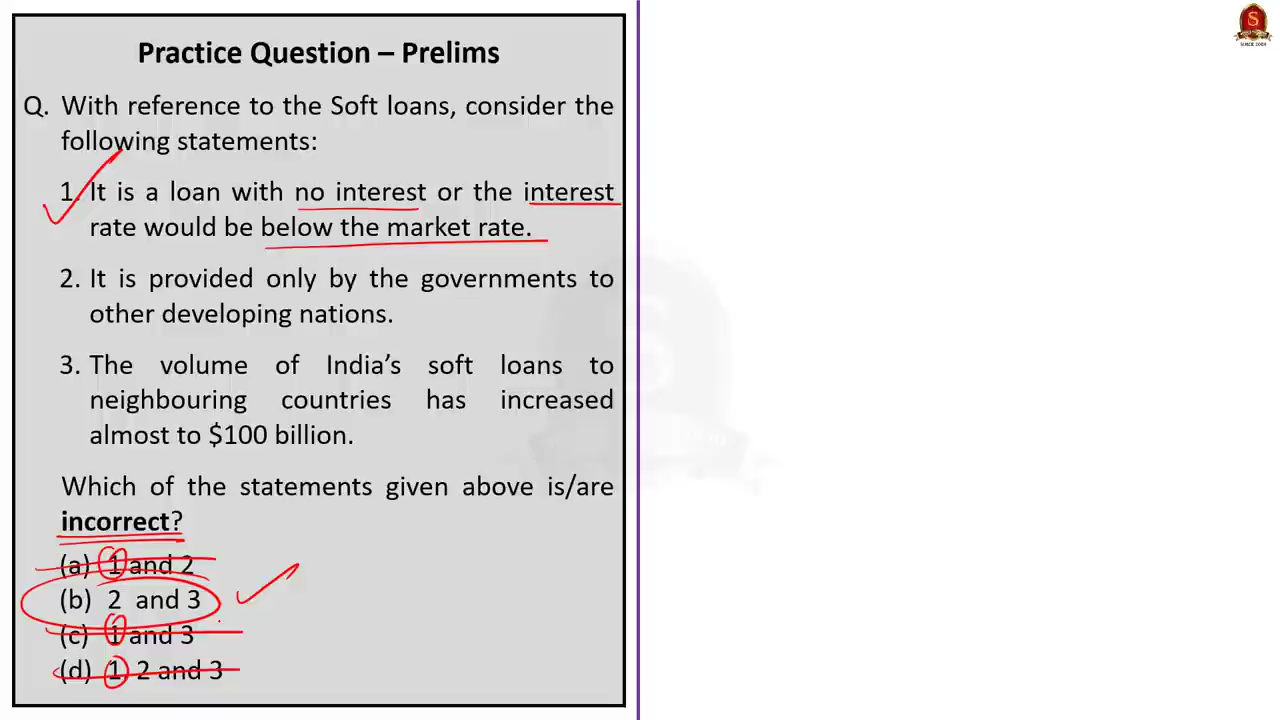 Practice Question – Prelims
Q. With reference to the Soft loans, consider the
following statements:
1. It is a loan with no interest or the interest
rate would be below the market rate.
2. It is provided only by the governments to
other developing nations.
3. The volume of India's soft loans to
neighbouring countries has increased
almost to $100 billion.
Which of the statements given above is/are
incorrect?
(a) 1 and 2
(b) 2 and 3
(c) 1 and 3
(d) 1, 2 and 3
S
SINCE 2004